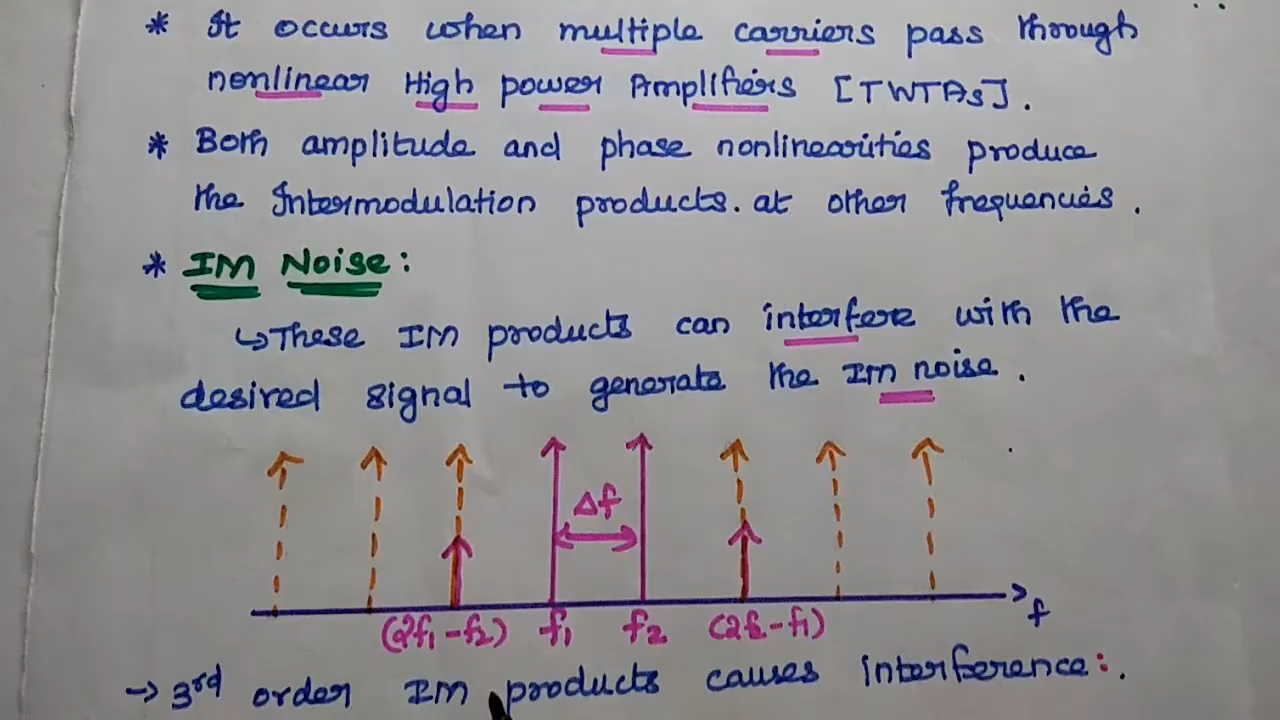 * It occurs when multiple carriers pass through
nonlinear High power Amplifiers [TWTAs].
* Both amplitude and phase nonlinearities produce
the Intermodulation products. at other frequencies.
* IM Noise:
↳These IM products can interfere with the
desired signal to generate the Im noise.
Δf
f
(2f1-f2) f1 f2 (2f2-f1)
→ 3rd order IM products causes interference:.